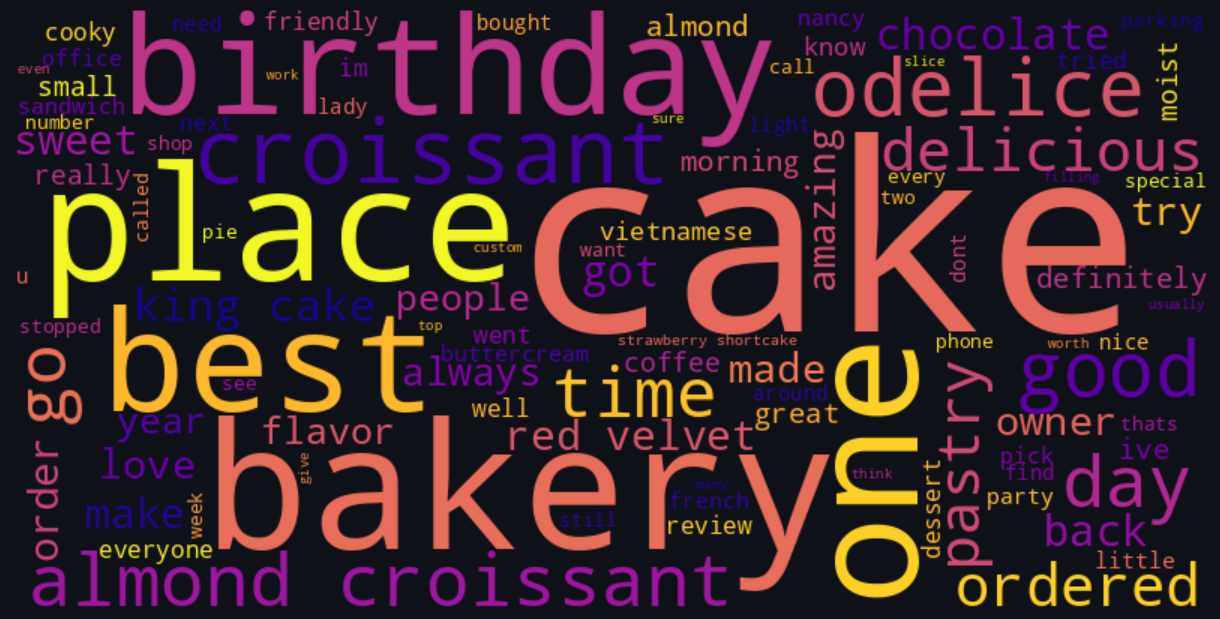 cooky
need
friendly
bought
almond
nancy
chocolate
parking
birthday
office
know
even
work
im
call
slice
tried
moist
small
odelice
sandwich
lady
number
next
sure
light
sweet
shop
croissant
morning
amazing
delicious
really
called
place
cake
every
filling
special
two
try
pie
vietnamese
custom
want
got
dont
definitely
u
king cake
people
usually
stopped
top
went
strawberry shortcake
phone
worth
nice
go
best
see
buttercream
always
coffee
made
one
good
time
around
pastry
well
great
year
flavor
red velvet
owner
thats
order
love
bakery
give
think
pick
find
ive
day
week
make
many
french
dessert
party
still
review
back
everyone
little
almond croissant
ordered